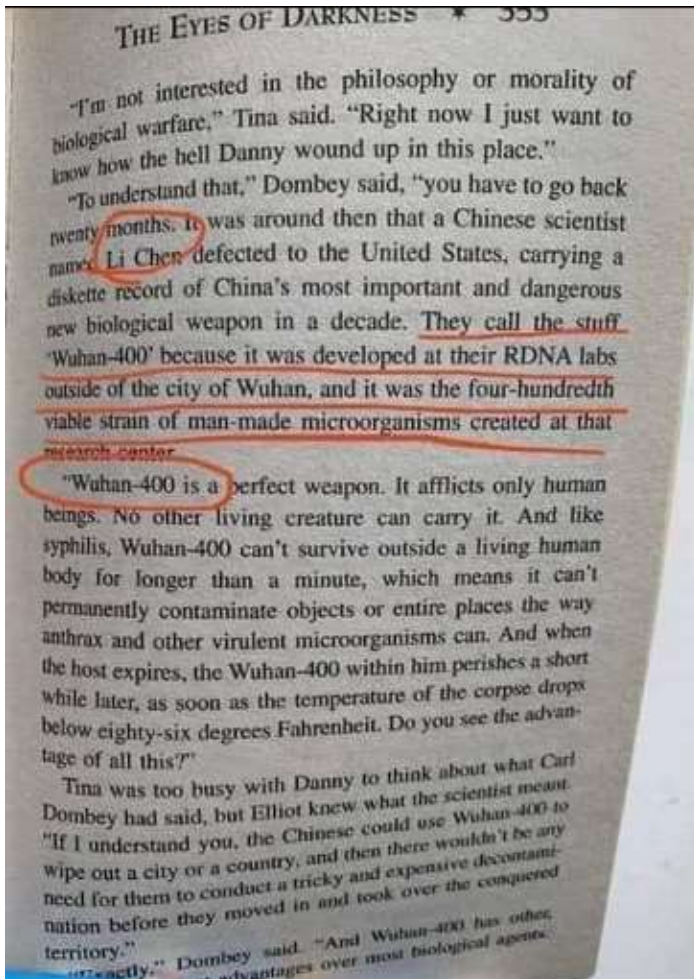 THE EYES OF DARKNESS * 353
"I'm not interested in the philosophy or morality of
biological warfare," Tina said. "Right now I just want to
know how the hell Danny wound up in this place."
"To understand that," Dombey said, "you have to go back
twenty months. It was around then that a Chinese scientist
named Li Chen defected to the United States, carrying a
diskette record of China's most important and dangerous
new biological weapon in a decade. They call the stuff
'Wuhan-400' because it was developed at their RDNA labs
outside of the city of Wuhan, and it was the four-hundredth
viable strain of man-made microorganisms created at that
research center.
"Wuhan-400 is a perfect weapon. It afflicts only human
beings. No other living creature can carry it. And like
syphilis, Wuhan-400 can't survive outside a living human
body for longer than a minute, which means it can't
permanently contaminate objects or entire places the way
anthrax and other virulent microorganisms can. And when
the host expires, the Wuhan-400 within him perishes a short
while later, as soon as the temperature of the corpse drops
below eighty-six degrees Fahrenheit. Do you see the advan-
tage of all this?"
Tina was too busy with Danny to think about what Carl
Dombey had said, but Elliot knew what the scientist meant.
"If I understand you, the Chinese could use Wuhan-400 to
wipe out a city or a country, and then there wouldn't be any
need for them to conduct a tricky and expensive decontami-
nation before they moved in and took over the conquered
territory."
"Exactly," Dombey said. "And Wuhan-400 has other,
advantages over most biological agents.